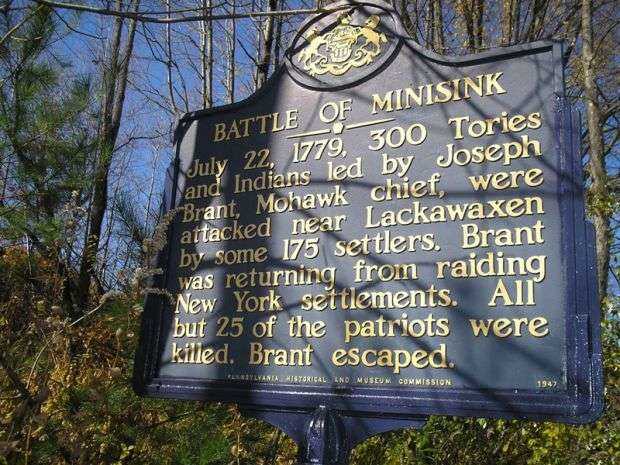 BATTLE OF MINISINK
July 22, 1779, 300 Tories
and Indians led by Joseph
Brant, Mohawk chief, were
attacked near Lackawaxen
by some 175 settlers. Brant
was returning from raiding
New York settlements. All
but 25 of the patriots were
killed. Brant escaped.
PENNSYLVANIA HISTORICAL AND MUSEUM COMMISSION 1947